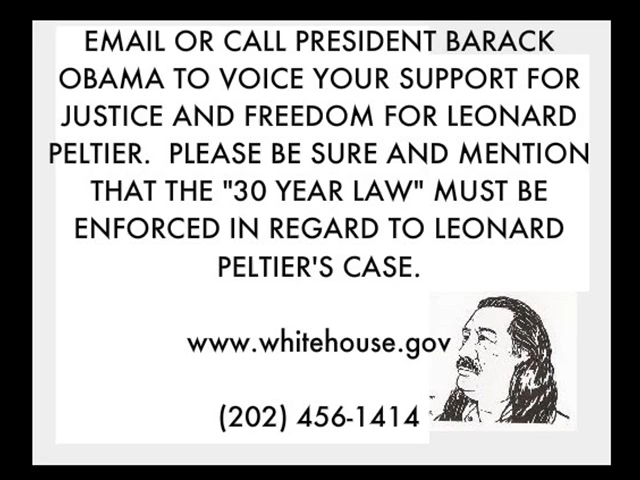 EMAIL OR CALL PRESIDENT BARACK
OBAMA TO VOICE YOUR SUPPORT FOR
JUSTICE AND FREEDOM FOR LEONARD
PELTIER.  PLEASE BE SURE AND MENTION
THAT THE "30 YEAR LAW" MUST BE
ENFORCED IN REGARD TO LEONARD
PELTIER'S CASE.
www.whitehouse.gov
(202) 456-1414